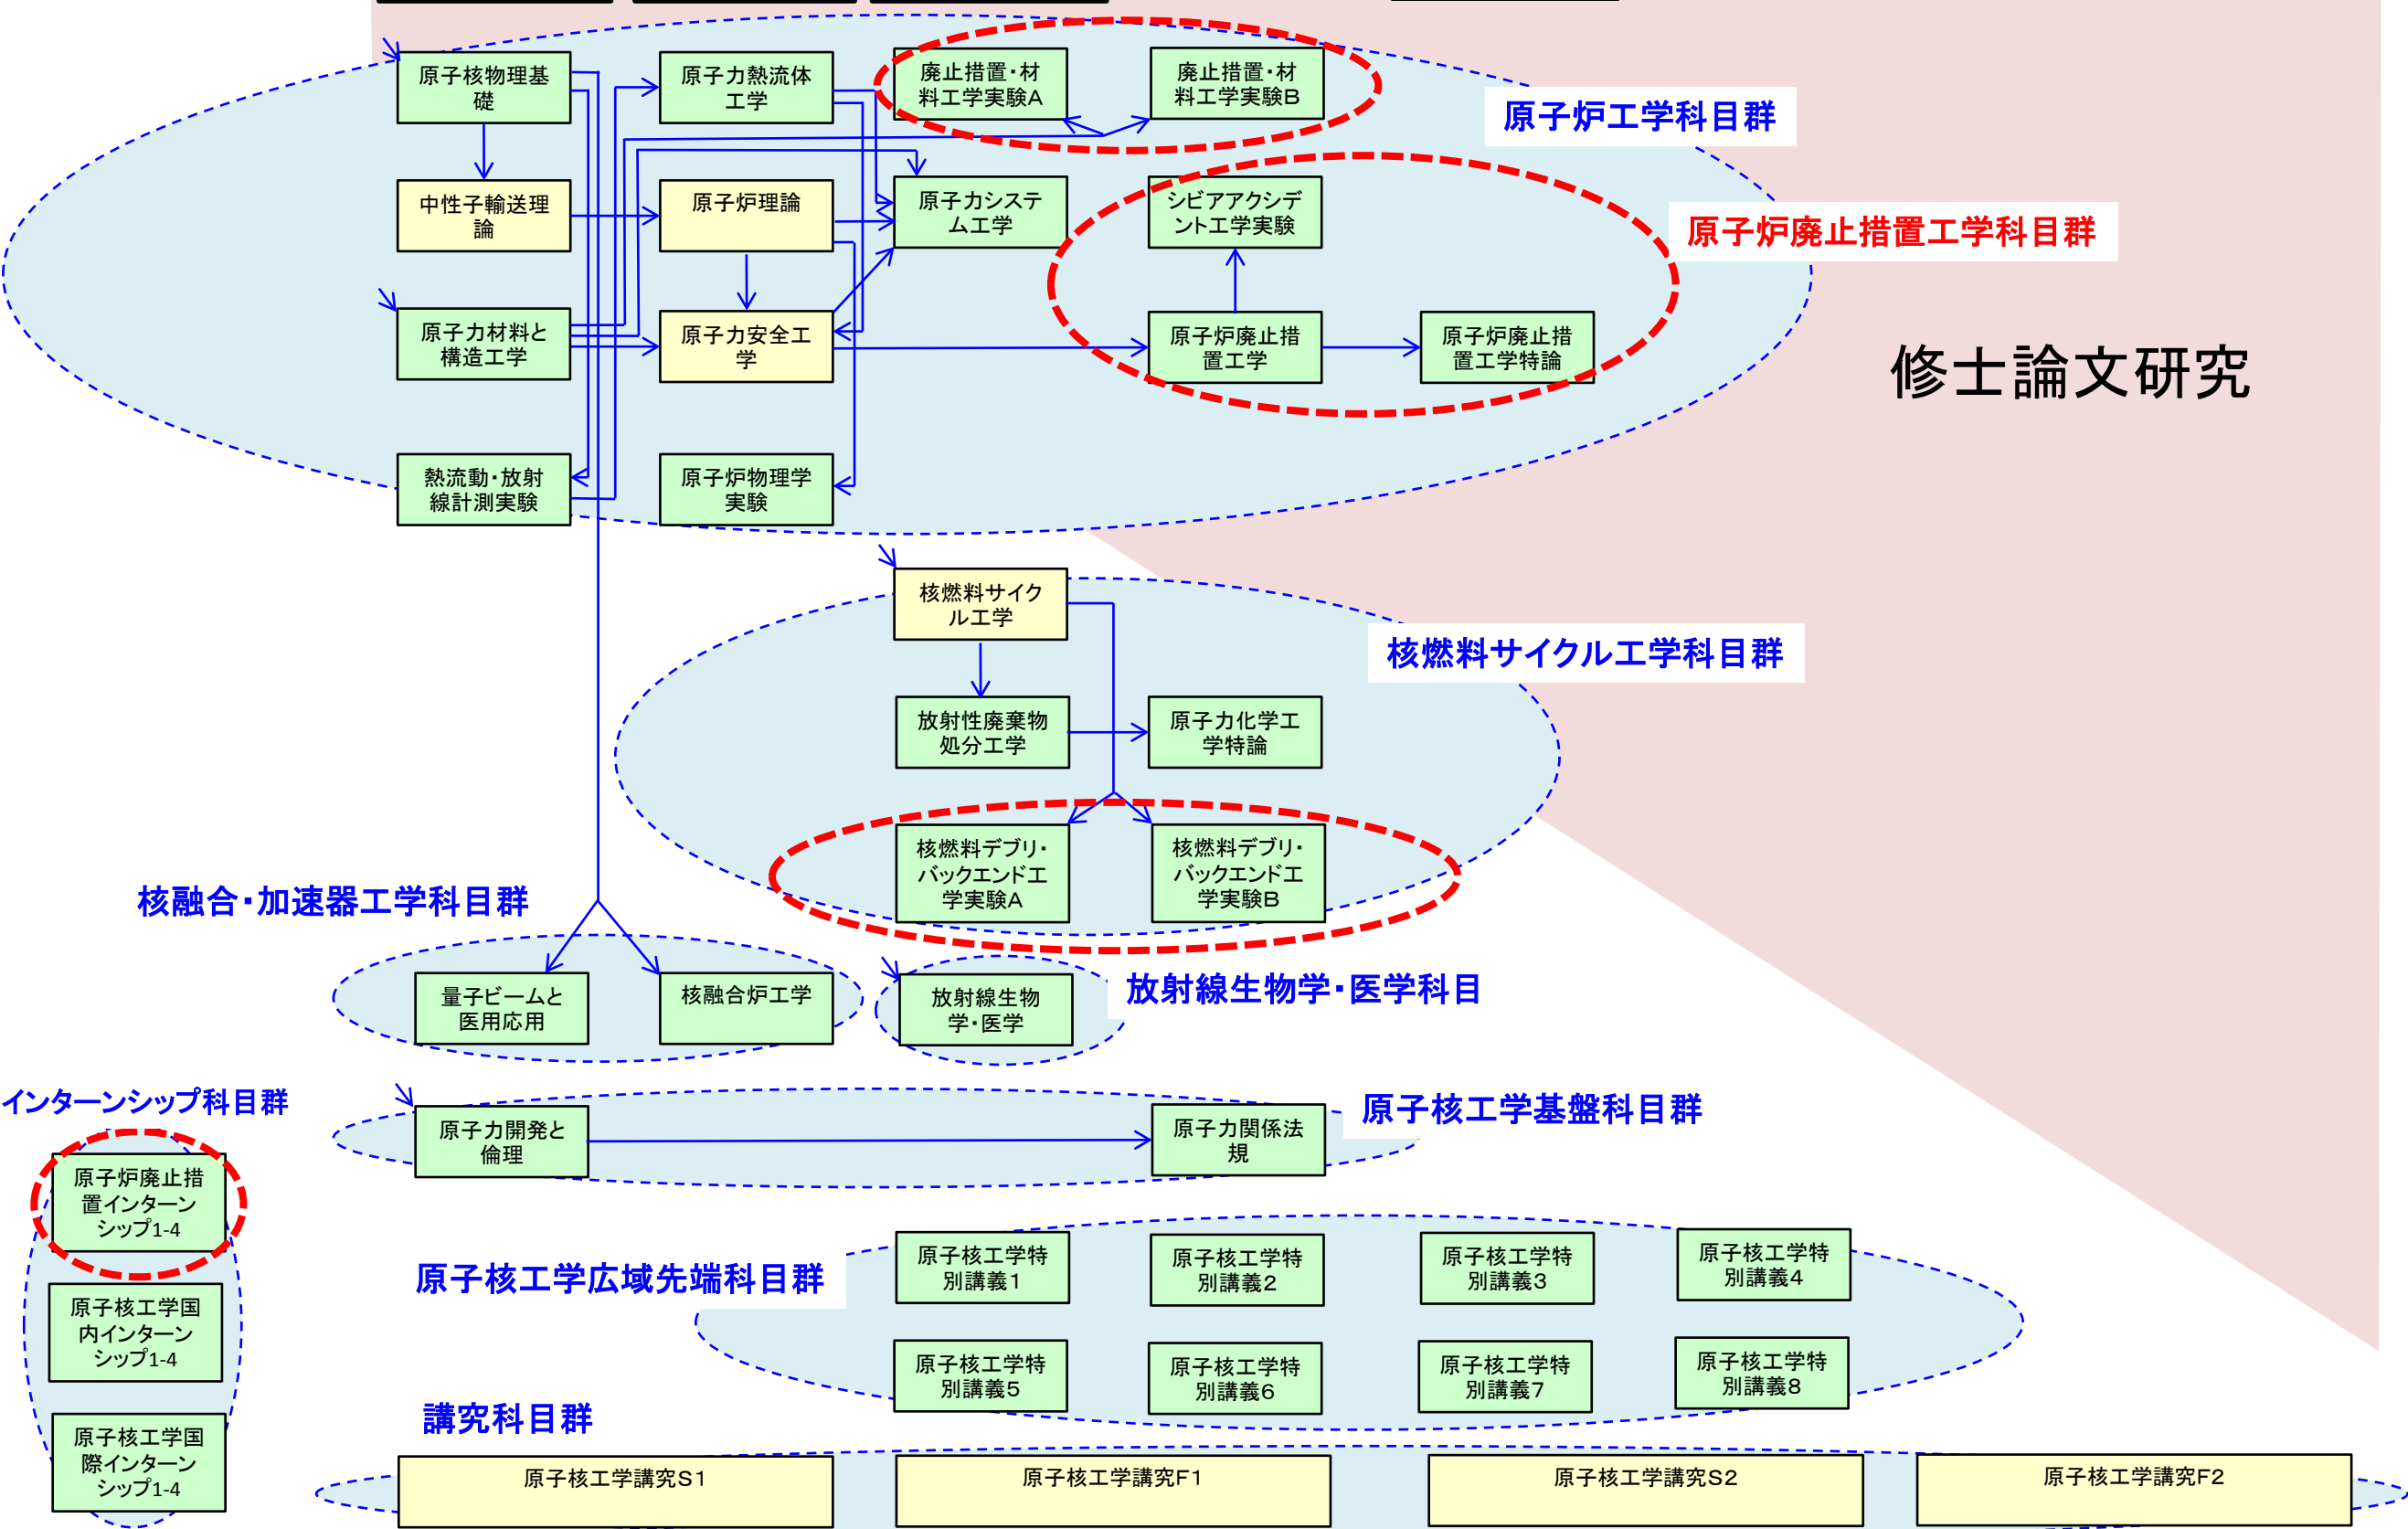 原子核物理基
礎
原子力熱流体
工学
廃止措置・材
料工学実験A
廃止措置・材
料工学実験B
原子炉工学科目群
中性子輸送理
論
原子炉理論
原子力システ
ム工学
シビアアクシデ
ント工学実験
原子炉廃止措置工学科目群
原子力材料と
構造工学
原子力安全工
学
原子炉廃止措
置工学
原子炉廃止措
置工学特論
修士論文研究
熱流動・放射
線計測実験
原子炉物理学
実験
核燃料サイク
ル工学
核燃料サイクル工学科目群
放射性廃棄物
処分工学
原子力化学工
学特論
核燃料デブリ・
バックエンド工
学実験A
核燃料デブリ・
バックエンド工
学実験B
核融合・加速器工学科目群
量子ビームと
医用応用
核融合炉工学
放射線生物
学・医学
放射線生物学・医学科目
インターンシップ科目群
原子炉廃止措
置インターン
シップ1-4
原子核工学国
内インターン
シップ1-4
原子核工学国
際インターン
シップ1-4
原子力開発と
倫理
原子力関係法
規
原子核工学基盤科目群
原子核工学広域先端科目群
原子核工学特
別講義1
原子核工学特
別講義2
原子核工学特
別講義3
原子核工学特
別講義4
原子核工学特
別講義5
原子核工学特
別講義6
原子核工学特
別講義7
原子核工学特
別講義8
講究科目群
原子核工学講究S1
原子核工学講究F1
原子核工学講究S2
原子核工学講究F2